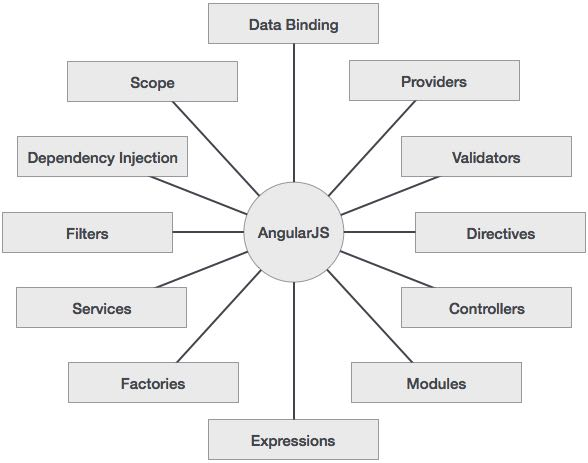 Data Binding
Scope
Providers
Dependency Injection
Validators
Filters
AngularJS
Directives
Services
Controllers
Factories
Modules
Expressions